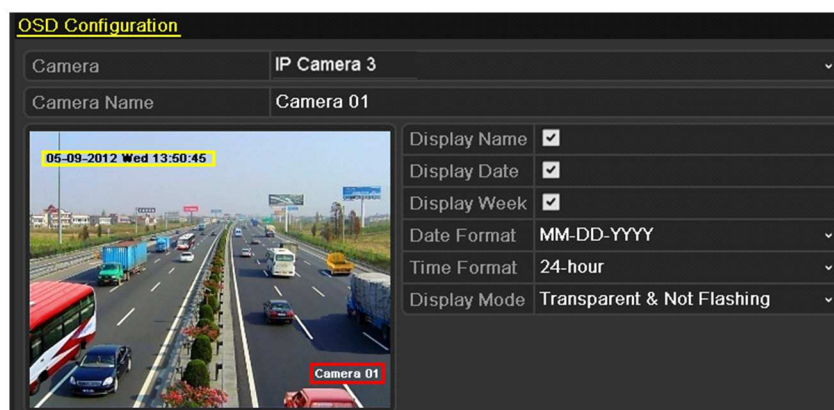 OSD Configuration
Camera IP Camera 3
Camera Name Camera 01
05-09-2012 Wed 13:50:45
Camera 01
Display Name
Display Date
Display Week
Date Format MM-DD-YYYY
Time Format 24-hour
Display Mode Transparent & Not Flashing